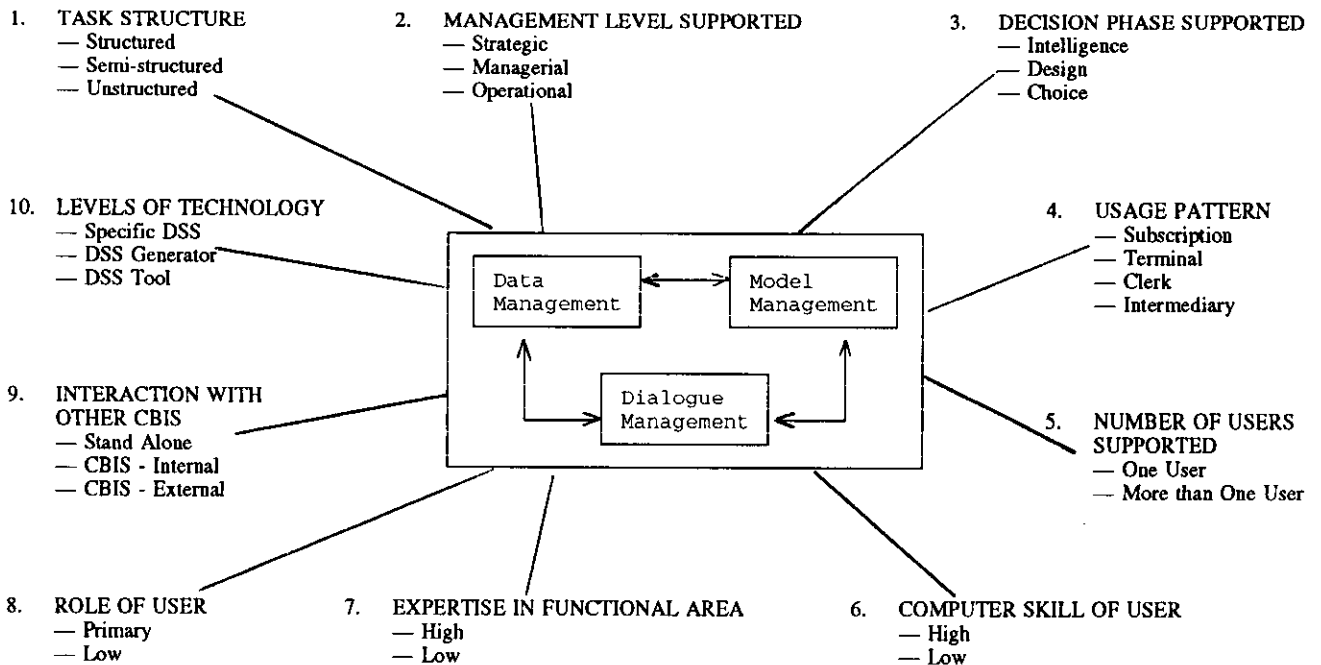 1. TASK STRUCTURE
— Structured
— Semi-structured
— Unstructured
2. MANAGEMENT LEVEL SUPPORTED
— Strategic
— Managerial
— Operational
3. DECISION PHASE SUPPORTED
— Intelligence
— Design
— Choice
10. LEVELS OF TECHNOLOGY
— Specific DSS
— DSS Generator
— DSS Tool
4. USAGE PATTERN
— Subscription
— Terminal
— Clerk
— Intermediary
Data
Management
Model
Management
Dialogue
Management
9. INTERACTION WITH
OTHER CBIS
— Stand Alone
— CBIS - Internal
— CBIS - External
5. NUMBER OF USERS
SUPPORTED
— One User
— More than One User
8. ROLE OF USER
— Primary
— Low
7. EXPERTISE IN FUNCTIONAL AREA
— High
— Low
6. COMPUTER SKILL OF USER
— High
— Low